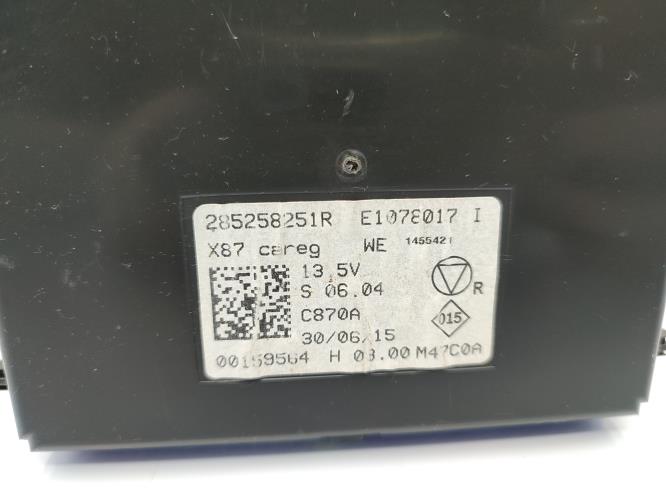 285258251R E1078017 I
X87 careg WE 1455421
13,5V
S 06.04 R
C870A 015
30/06/15
00159564 H 03.00 M47C0A